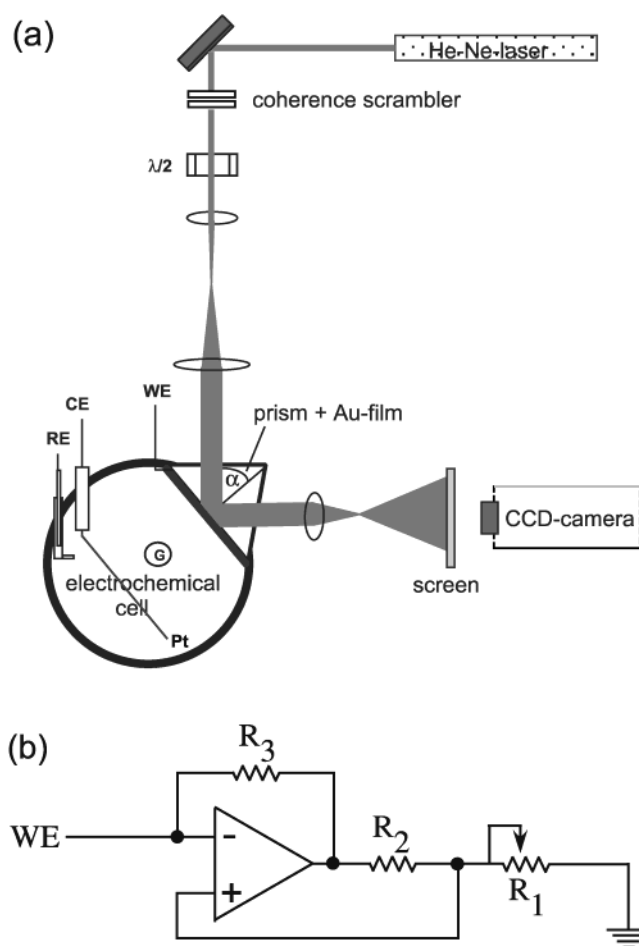 (a)
He-Ne-laser
coherence scrambler
λ/2
WE
CE
prism + Au-film
RE
α
CCD-camera
G
electrochemical
cell
screen
Pt
(b)
R3
WE
-
R2
+
R1